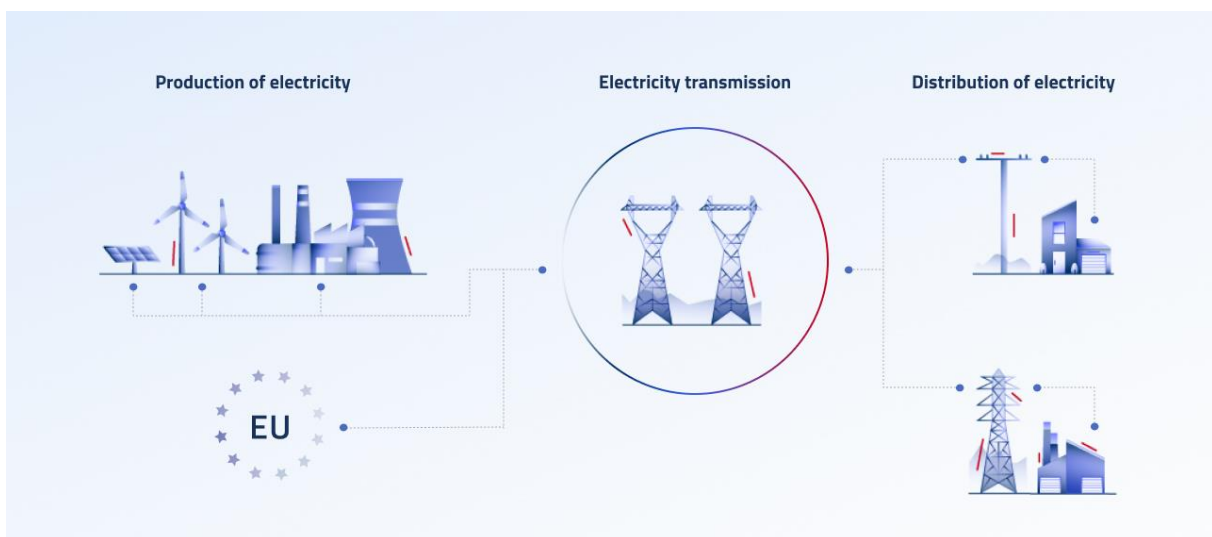 Production of electricity
Electricity transmission
Distribution of electricity
EU